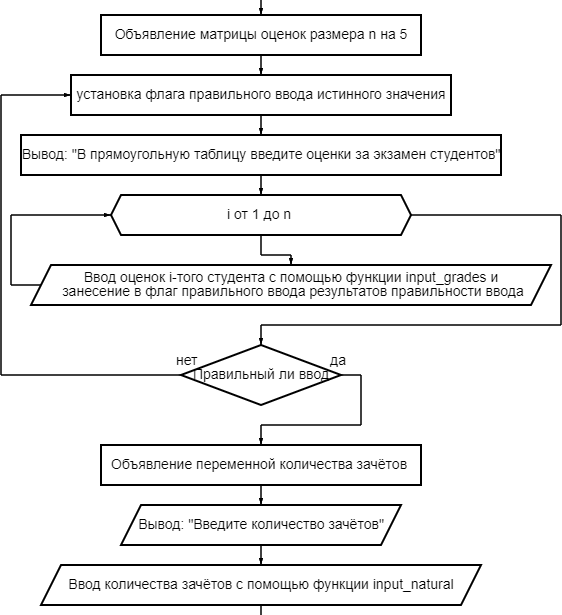 Объявление матрицы оценок размера n на 5
установка флага правильного ввода истинного значения
Вывод: "В прямоугольную таблицу введите оценки за экзамен студентов"
i от 1 до n
Ввод оценок i-того студента с помощью функции input_grades и
занесение в флаг правильного ввода результатов правильности ввода
нет
да
Правильный ли ввод
Объявление переменной количества зачётов
Вывод: "Введите количество зачётов"
Ввод количества зачётов с помощью функции input_natural